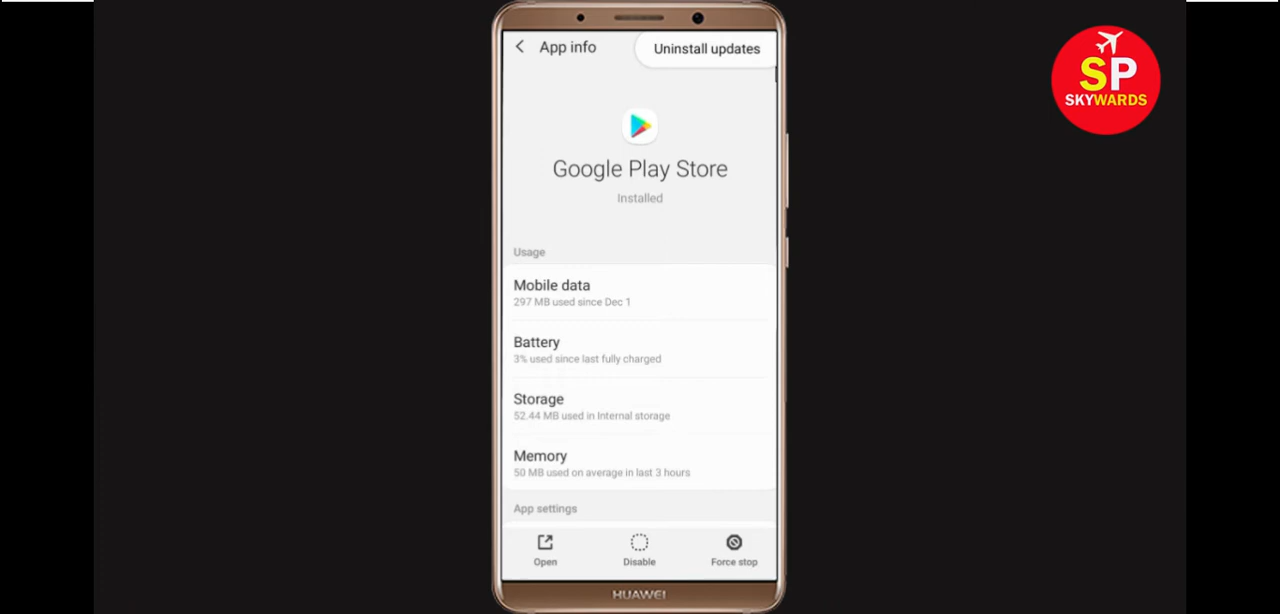 App info
Uninstall updates
SP
SKYWARDS
Google Play Store
Installed
Usage
Mobile data
297 MB used since Dec 1
Battery
3% used since last fully charged
Storage
52.44 MB used in Internal storage
Memory
50 MB used on average in last 3 hours
App settings
Open
Disable
Force stop
HUAWEI